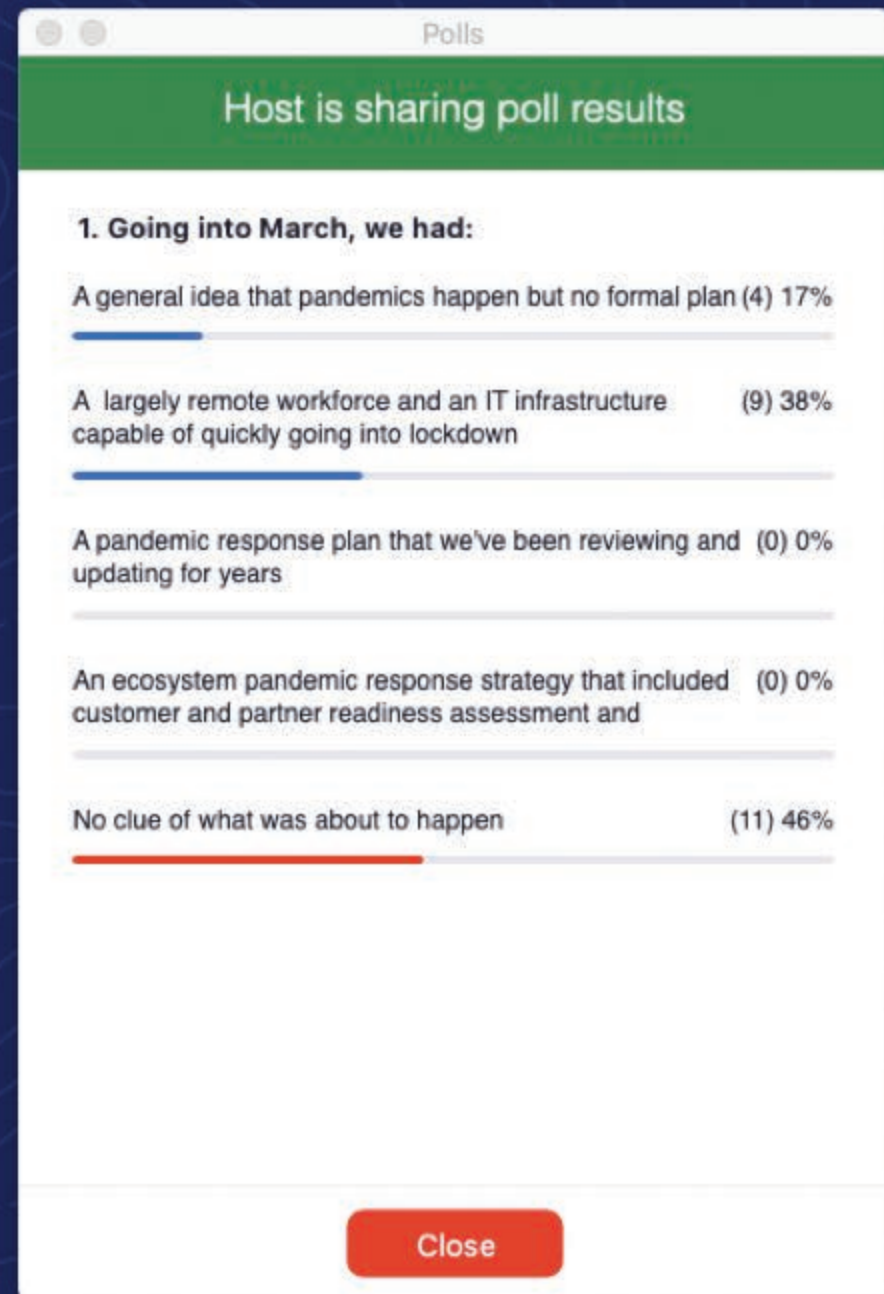 Polls
Host is sharing poll results
1. Going into March, we had:
A general idea that pandemics happen but no formal plan (4) 17%
A largely remote workforce and an IT infrastructure (9) 38%
capable of quickly going into lockdown
A pandemic response plan that we've been reviewing and (0) 0%
updating for years
An ecosystem pandemic response strategy that included (0) 0%
customer and partner readiness assessment and
No clue of what was about to happen (11) 46%
Close